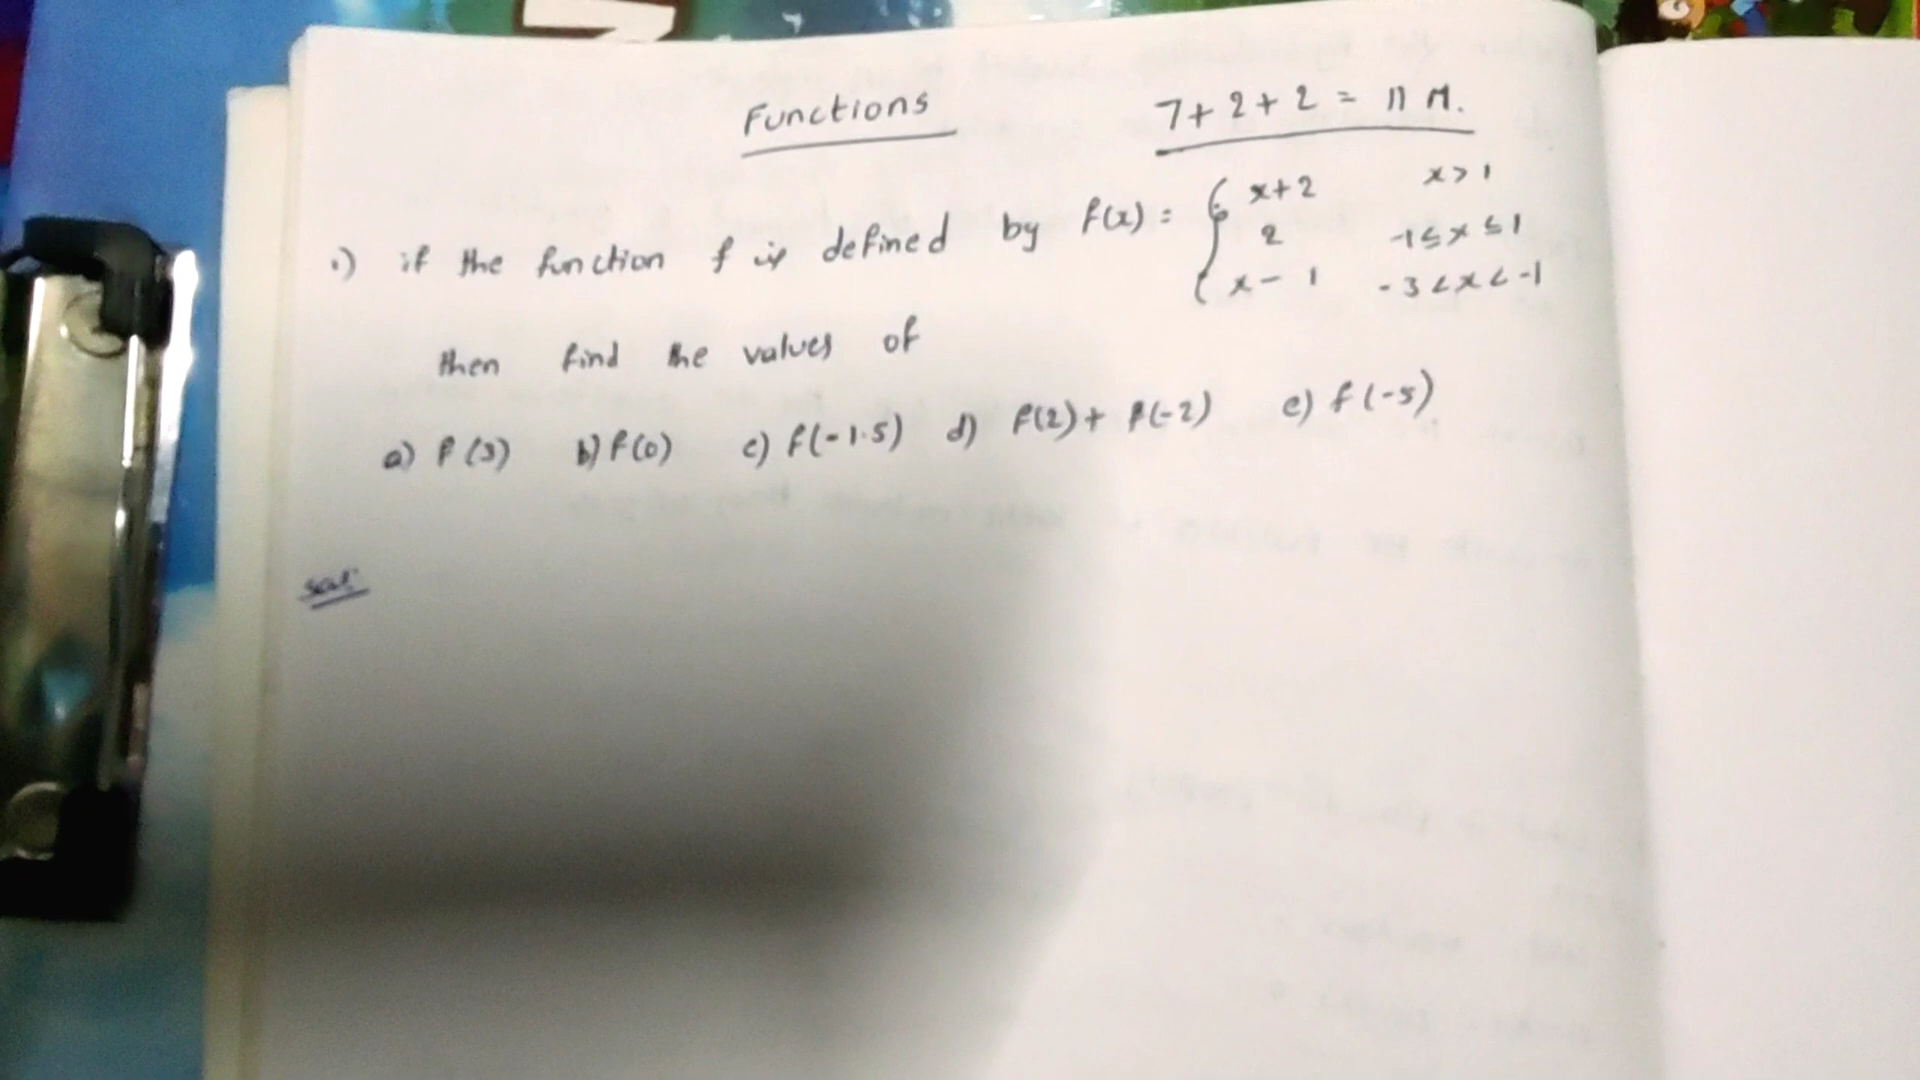 Functions
7+2+2 = 11 M.
1) if the function f is defined by f(x) = { x+2 x>1
2 -1≤x≤1
x-1 -3<x<-1
then find the values of
a) f(3) b) f(0) c) f(-1.5) d) f(2)+ f(-2) e) f(-5)
Sol: